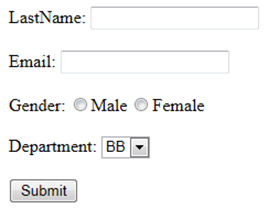 LastName:
Email:
Gender: Male Female
Department: BB
Submit